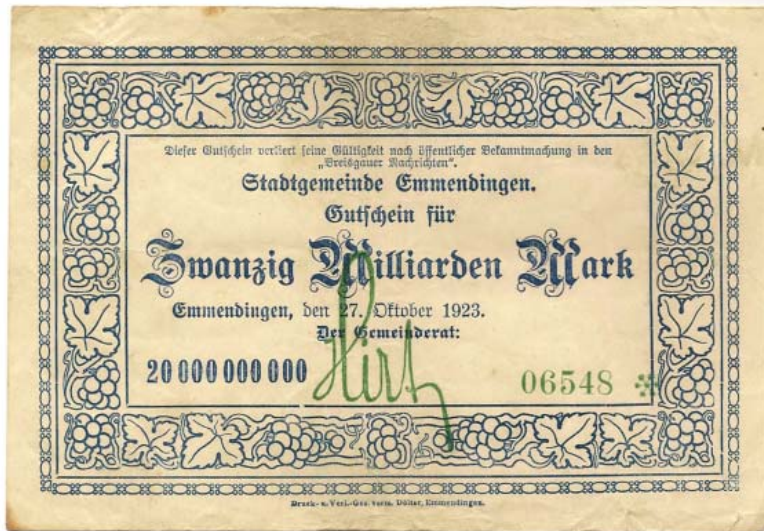 Dieser Gutschein verliert seine Gültigkeit nach öffentlicher Bekanntmachung in den
„Breisgauer Nachrichten“.
Stadtgemeinde Emmendingen.
Gutschein für
Zwanzig Milliarden Mark
Emmendingen, den 27. Oktober 1923.
Der Gemeinderat:
20 000 000 000 Hirt 06548 *
Druck- u. Verl.-Ges. vorm. Dölter, Emmendingen.